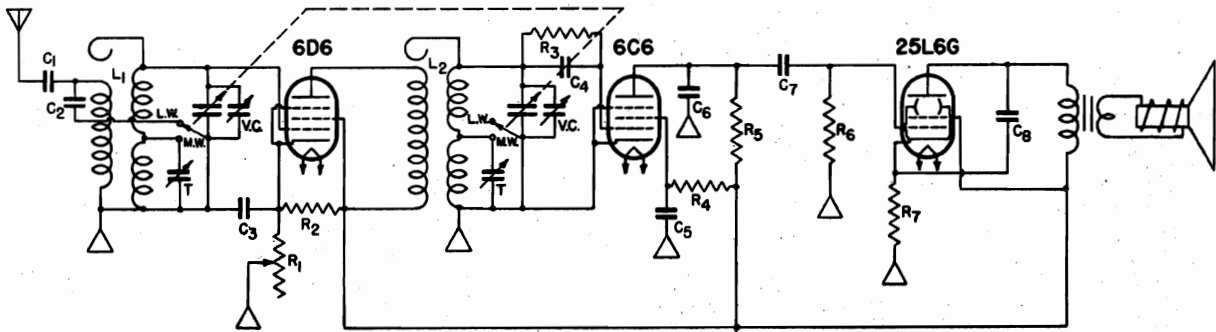 6D6
6C6
25L6G
C1
C2
L1
L.W.
M.W.
T
V.C.
C3
R2
R1
L2
R3
C4
L.W.
M.W.
T
V.C.
C6
R5
C7
R6
R4
C5
C8
R7